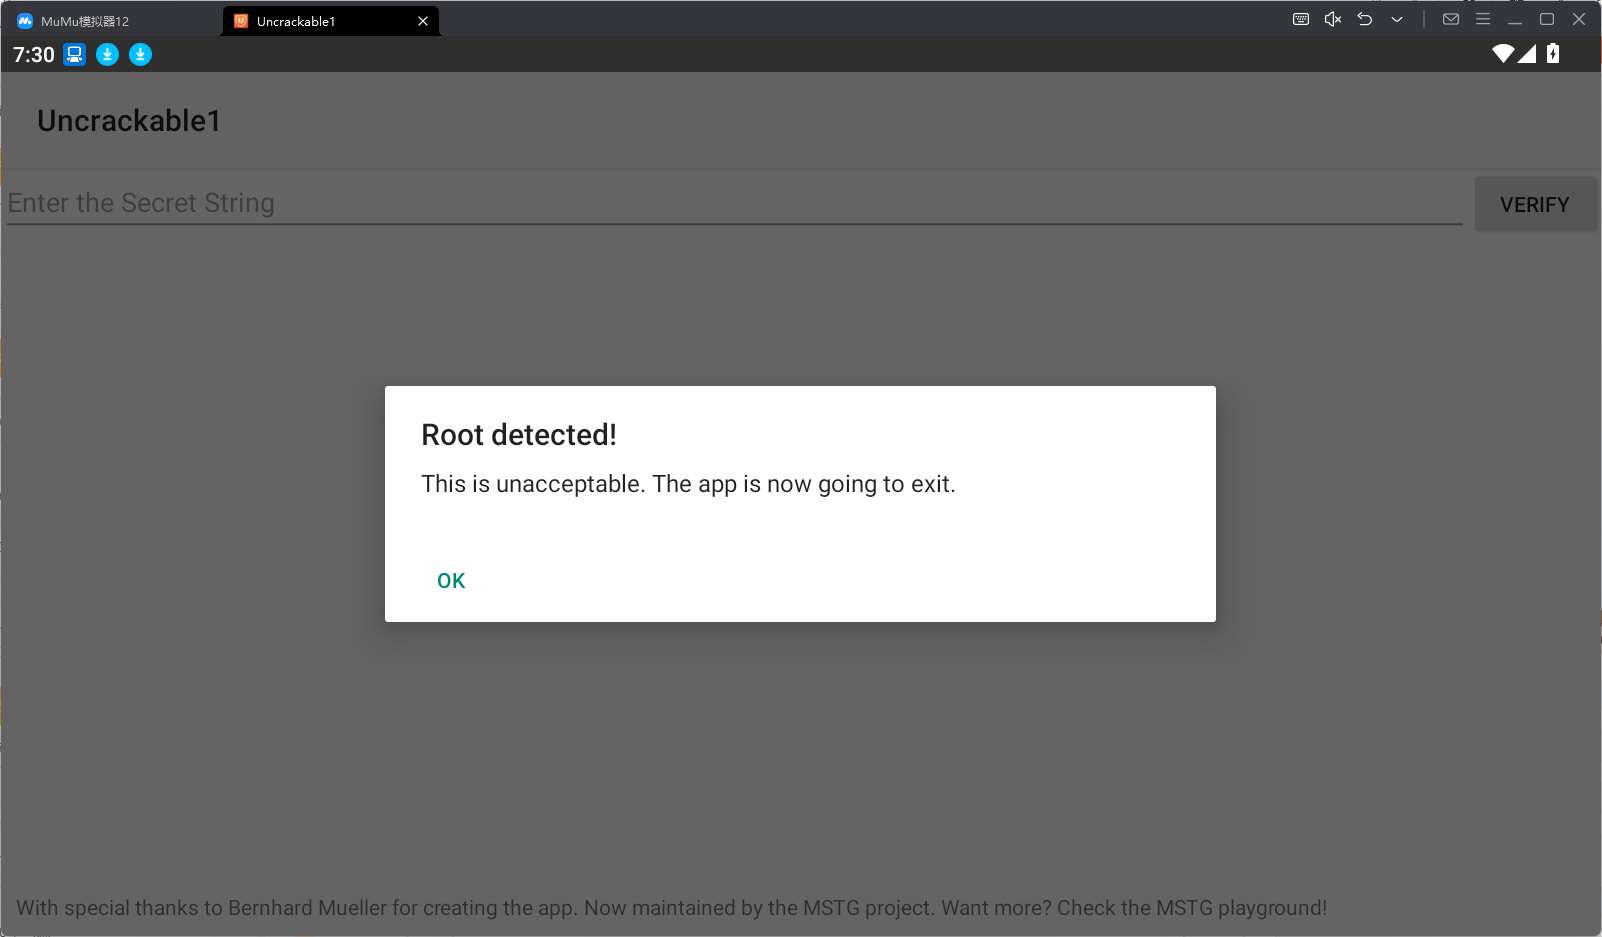 MuMu模拟器12
Uncrackable1
7:30
Uncrackable1
Enter the Secret String
VERIFY
Root detected!
This is unacceptable. The app is now going to exit.
OK
With special thanks to Bernhard Mueller for creating the app. Now maintained by the MSTG project. Want more? Check the MSTG playground!